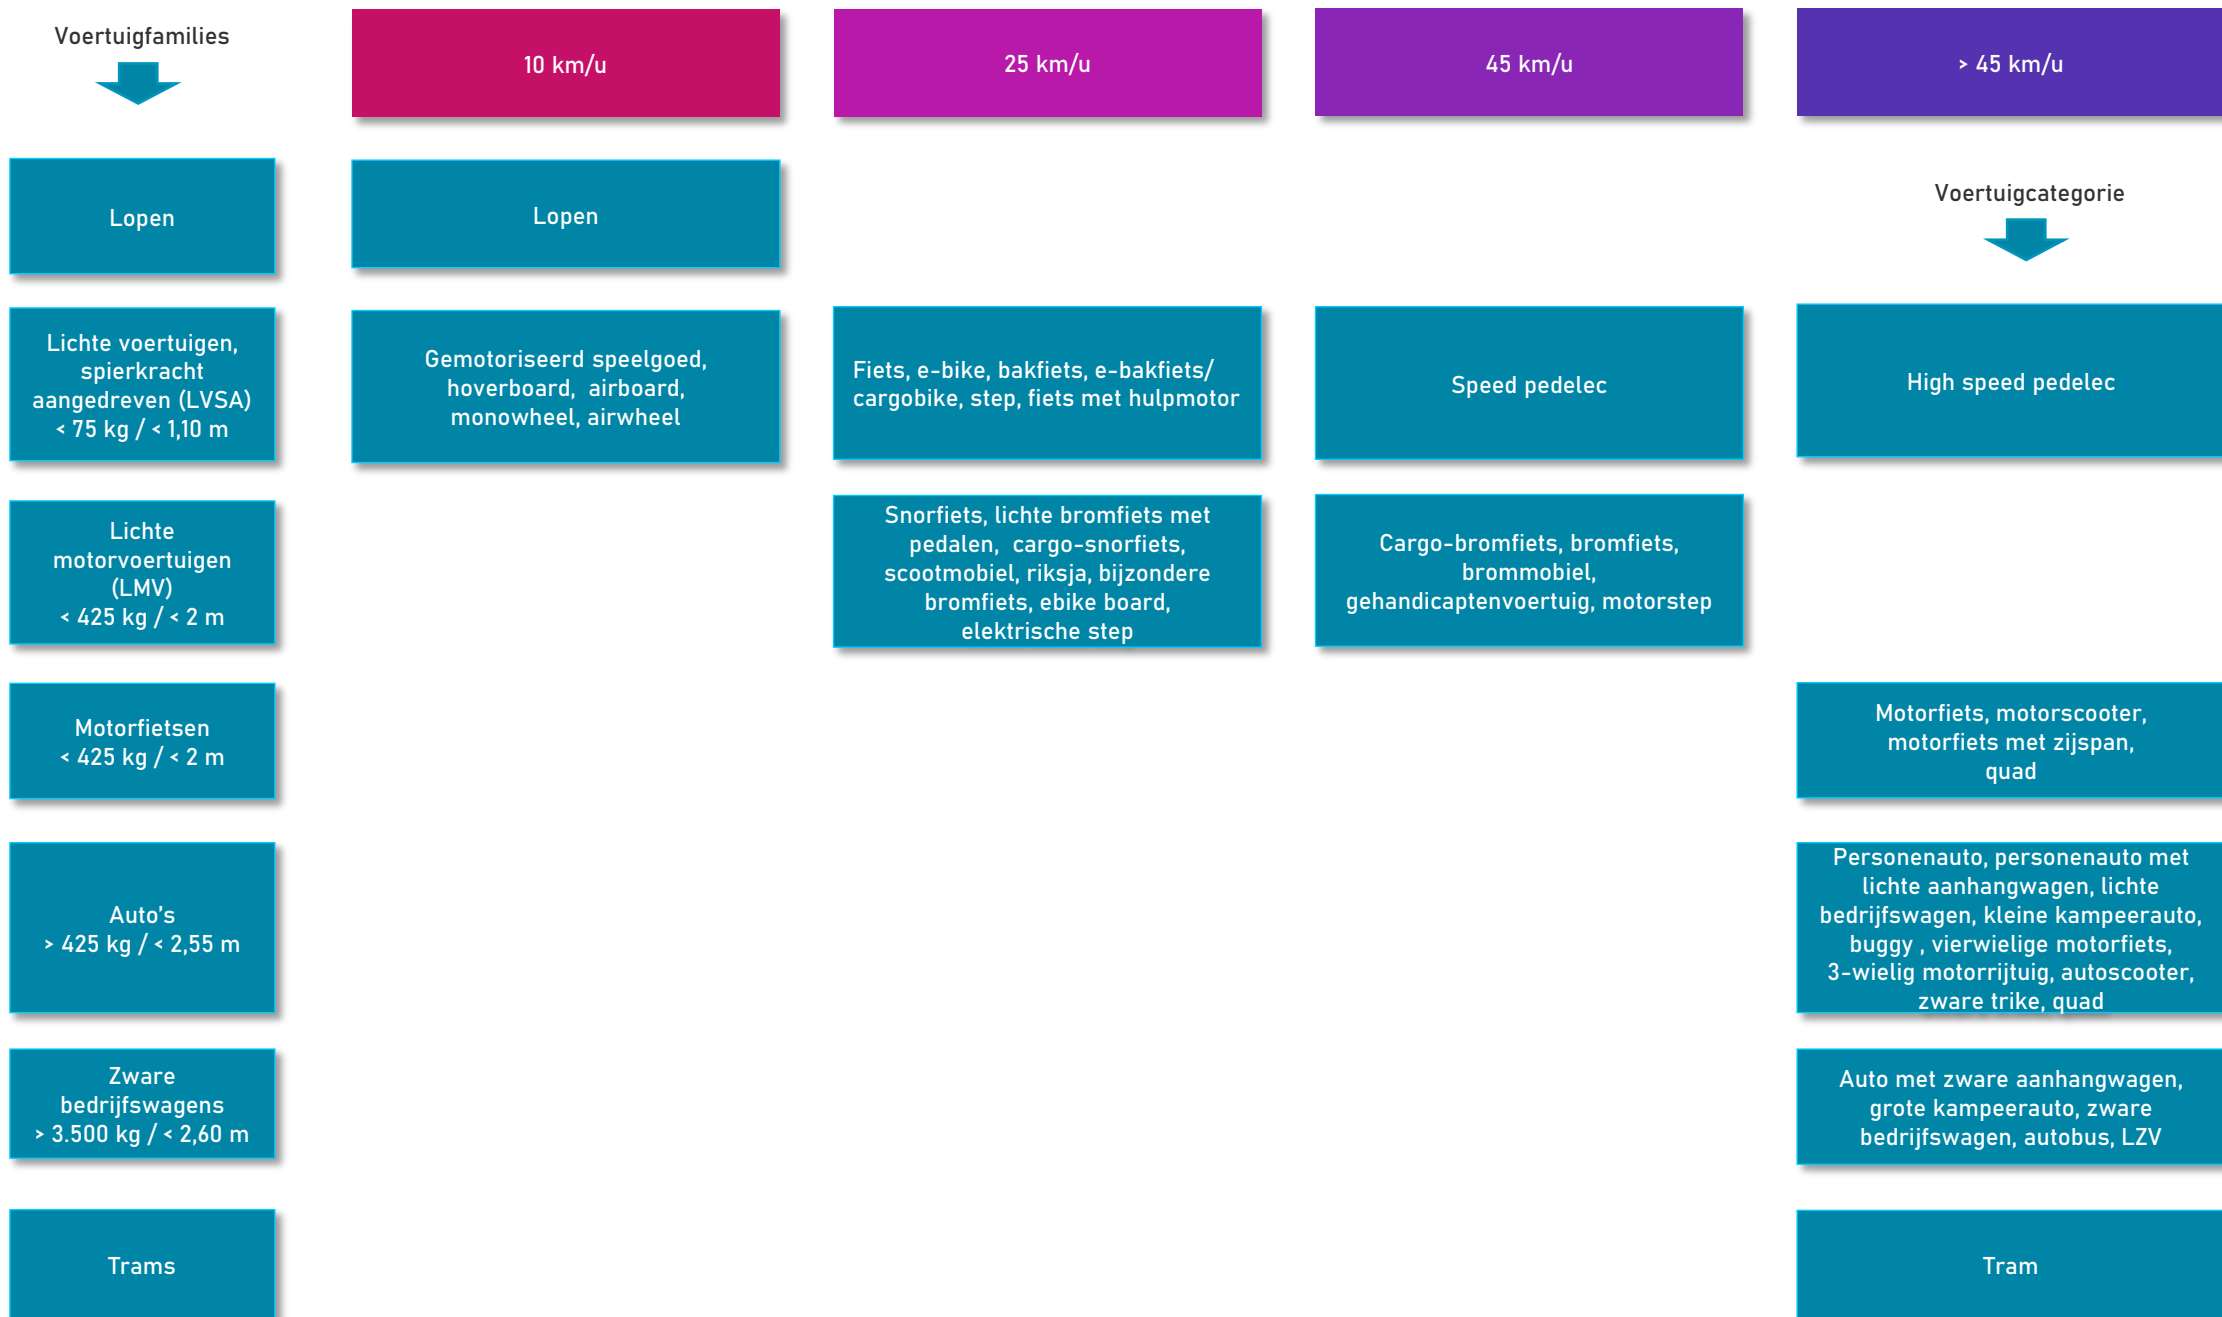 Voertuigfamilies
10 km/u
25 km/u
45 km/u
> 45 km/u
Lopen
Lopen
Voertuigcategorie
Lichte voertuigen,
spierkracht
aangedreven (LVSA)
< 75 kg / < 1,10 m
Gemotoriseerd speelgoed,
hoverboard, airboard,
monowheel, airwheel
Fiets, e-bike, bakfiets, e-bakfiets/
cargobike, step, fiets met hulpmotor
Speed pedelec
High speed pedelec
Lichte
motorvoertuigen
(LMV)
< 425 kg / < 2 m
Snorfiets, lichte bromfiets met
pedalen, cargo-snorfiets,
scootmobiel, riksja, bijzondere
bromfiets, ebike board,
elektrische step
Cargo-bromfiets, bromfiets,
brommobiel,
gehandicaptenvoertuig, motorstep
Motorfietsen
< 425 kg / < 2 m
Motorfiets, motorscooter,
motorfiets met zijspan,
quad
Auto's
> 425 kg / < 2,55 m
Personenauto, personenauto met
lichte aanhangwagen, lichte
bedrijfswagen, kleine kampeerauto,
buggy , vierwielige motorfiets,
3-wielig motorrijtuig, autoscooter,
zware trike, quad
Zware
bedrijfswagens
> 3.500 kg / < 2,60 m
Auto met zware aanhangwagen,
grote kampeerauto, zware
bedrijfswagen, autobus, LZV
Trams
Tram